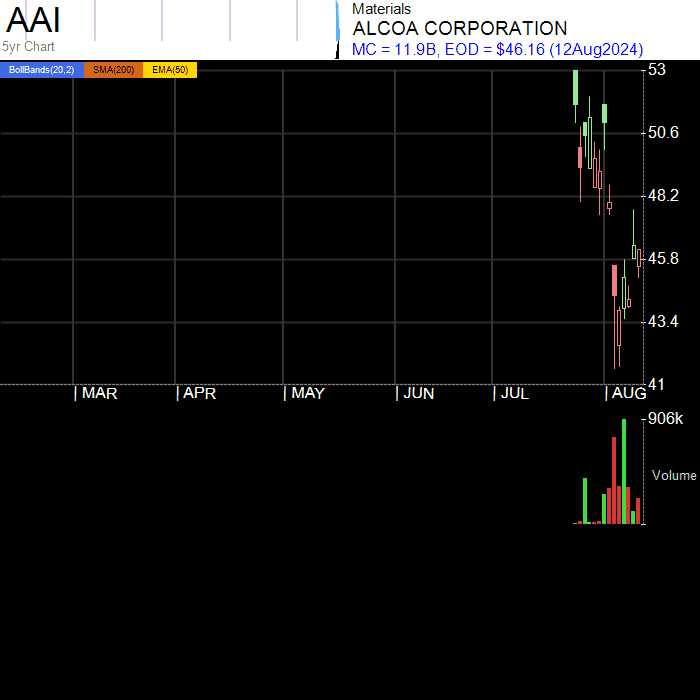 AAI
5yr Chart
Materials
ALCOA CORPORATION
MC = 11.9B, EOD = $46.16 (12Aug2024)
BollBands(20,2) SMA(200) EMA(50)
53
50.6
48.2
45.8
43.4
41
| MAR | APR | MAY | JUN | JUL | AUG
906k
Volume